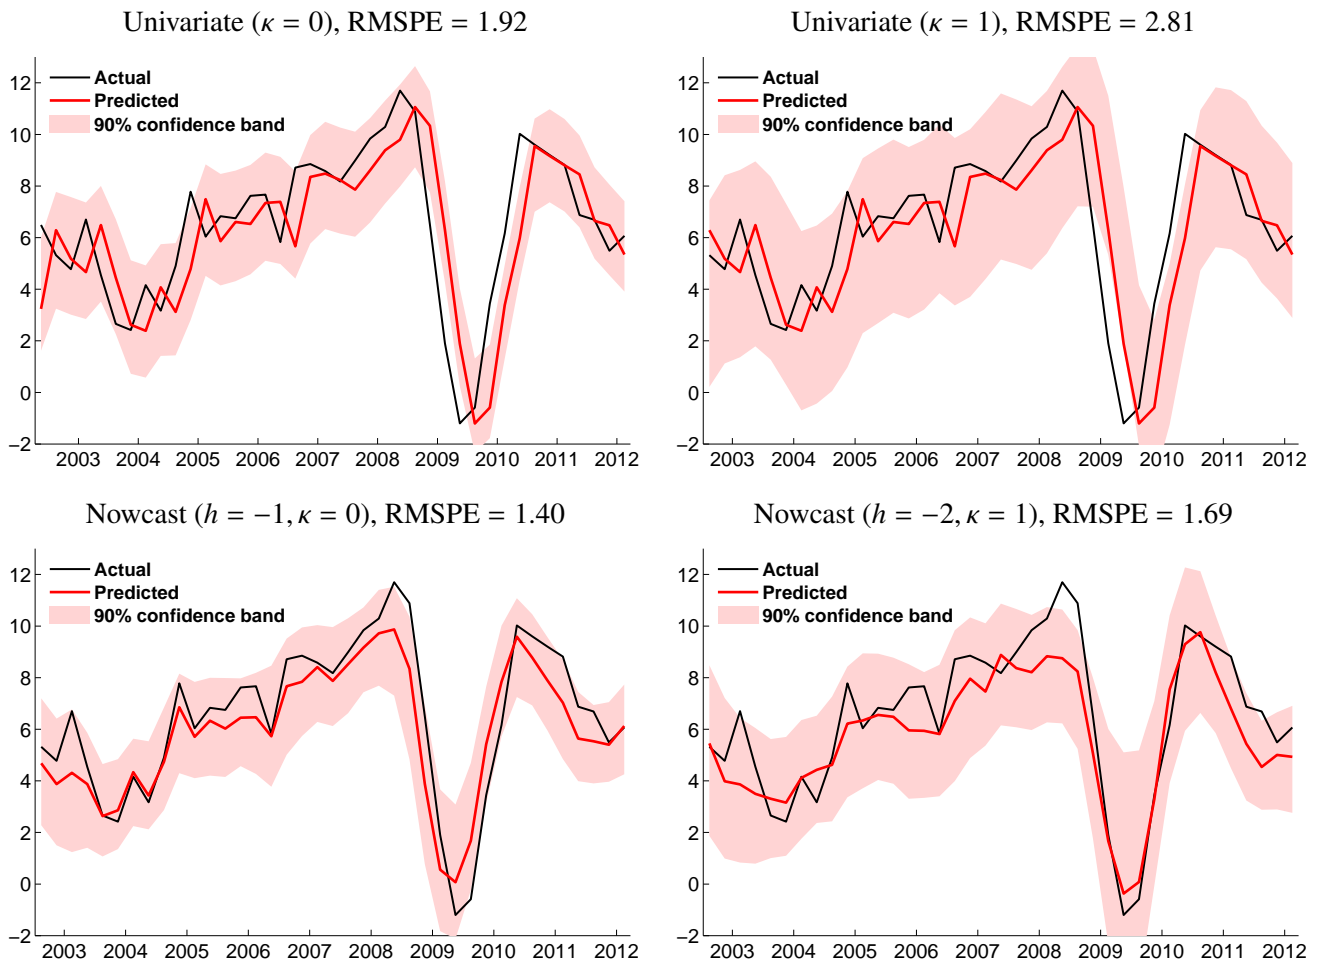 Univariate (κ = 0), RMSPE = 1.92
Actual
Predicted
90% confidence band
12
10
8
6
4
2
0
−2
2003 2004 2005 2006 2007 2008 2009 2010 2011 2012
Univariate (κ = 1), RMSPE = 2.81
Actual
Predicted
90% confidence band
12
10
8
6
4
2
0
−2
2003 2004 2005 2006 2007 2008 2009 2010 2011 2012
Nowcast (h = −1, κ = 0), RMSPE = 1.40
Actual
Predicted
90% confidence band
12
10
8
6
4
2
0
−2
2003 2004 2005 2006 2007 2008 2009 2010 2011 2012
Nowcast (h = −2, κ = 1), RMSPE = 1.69
Actual
Predicted
90% confidence band
12
10
8
6
4
2
0
−2
2003 2004 2005 2006 2007 2008 2009 2010 2011 2012